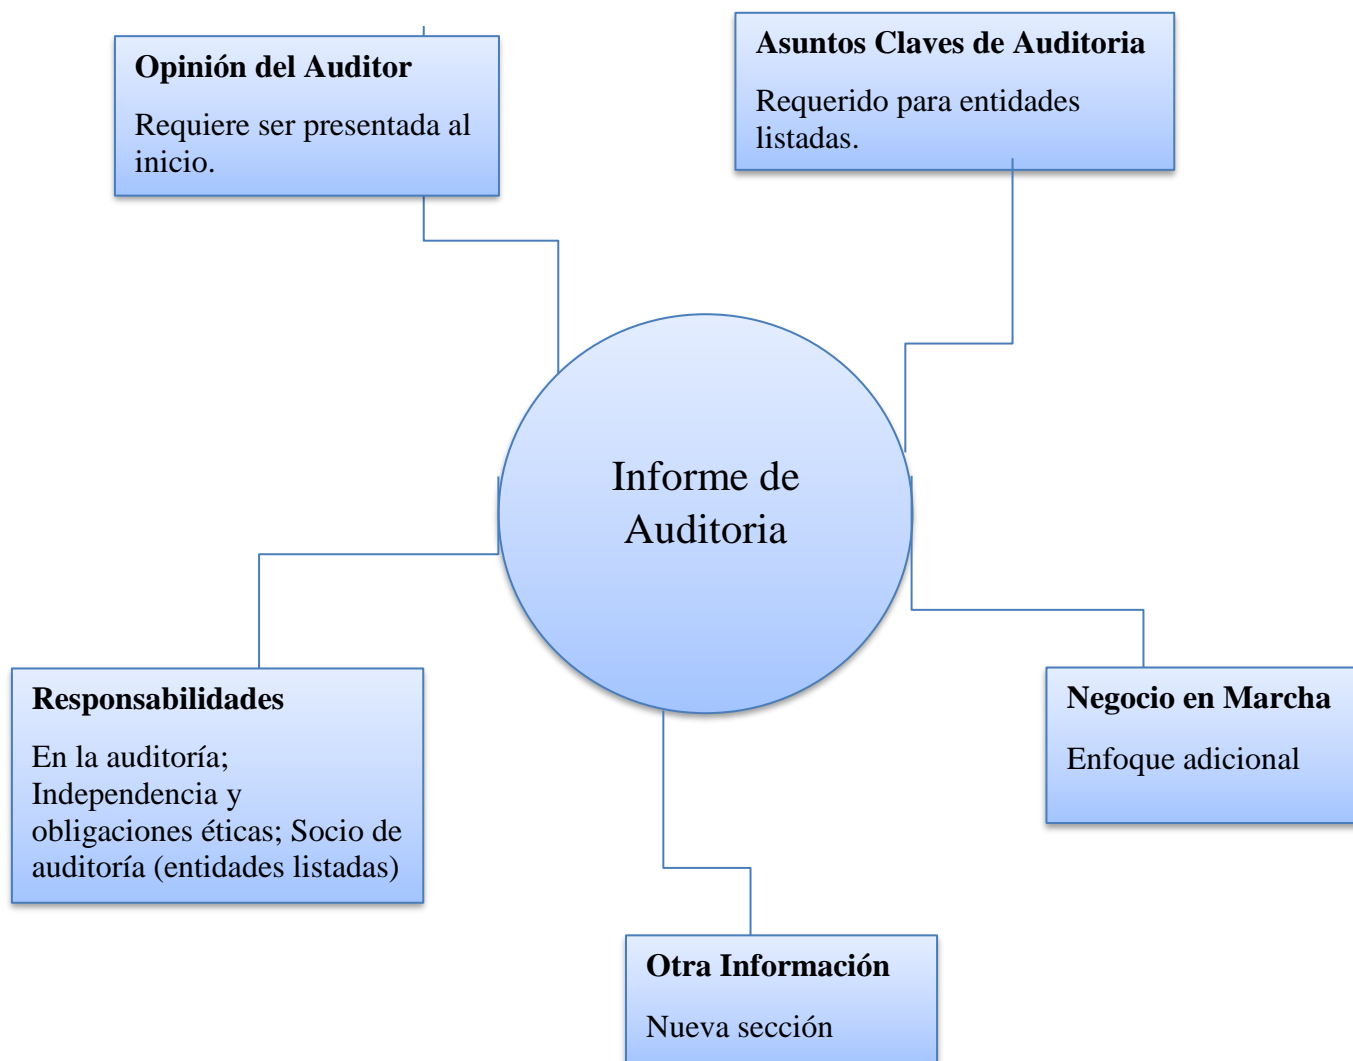 Opinión del Auditor
Requiere ser presentada al
inicio.
Asuntos Claves de Auditoria
Requerido para entidades
listadas.
Informe de
Auditoria
Responsabilidades
En la auditoría;
Independencia y
obligaciones éticas; Socio de
auditoría (entidades listadas)
Negocio en Marcha
Enfoque adicional
Otra Información
Nueva sección